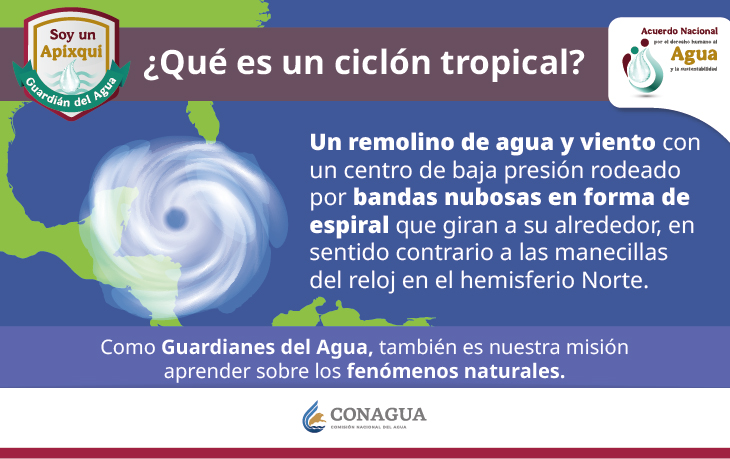 Soy un
Apixqui
Guardián del Agua
¿Qué es un ciclón tropical?
Acuerdo Nacional
por el derecho humano al
Agua
y la sustentabilidad
Un remolino de agua y viento con
un centro de baja presión rodeado
por bandas nubosas en forma de
espiral que giran a su alrededor, en
sentido contrario a las manecillas
del reloj en el hemisferio Norte.
Como Guardianes del Agua, también es nuestra misión
aprender sobre los fenómenos naturales.
CONAGUA
COMISIÓN NACIONAL DEL AGUA